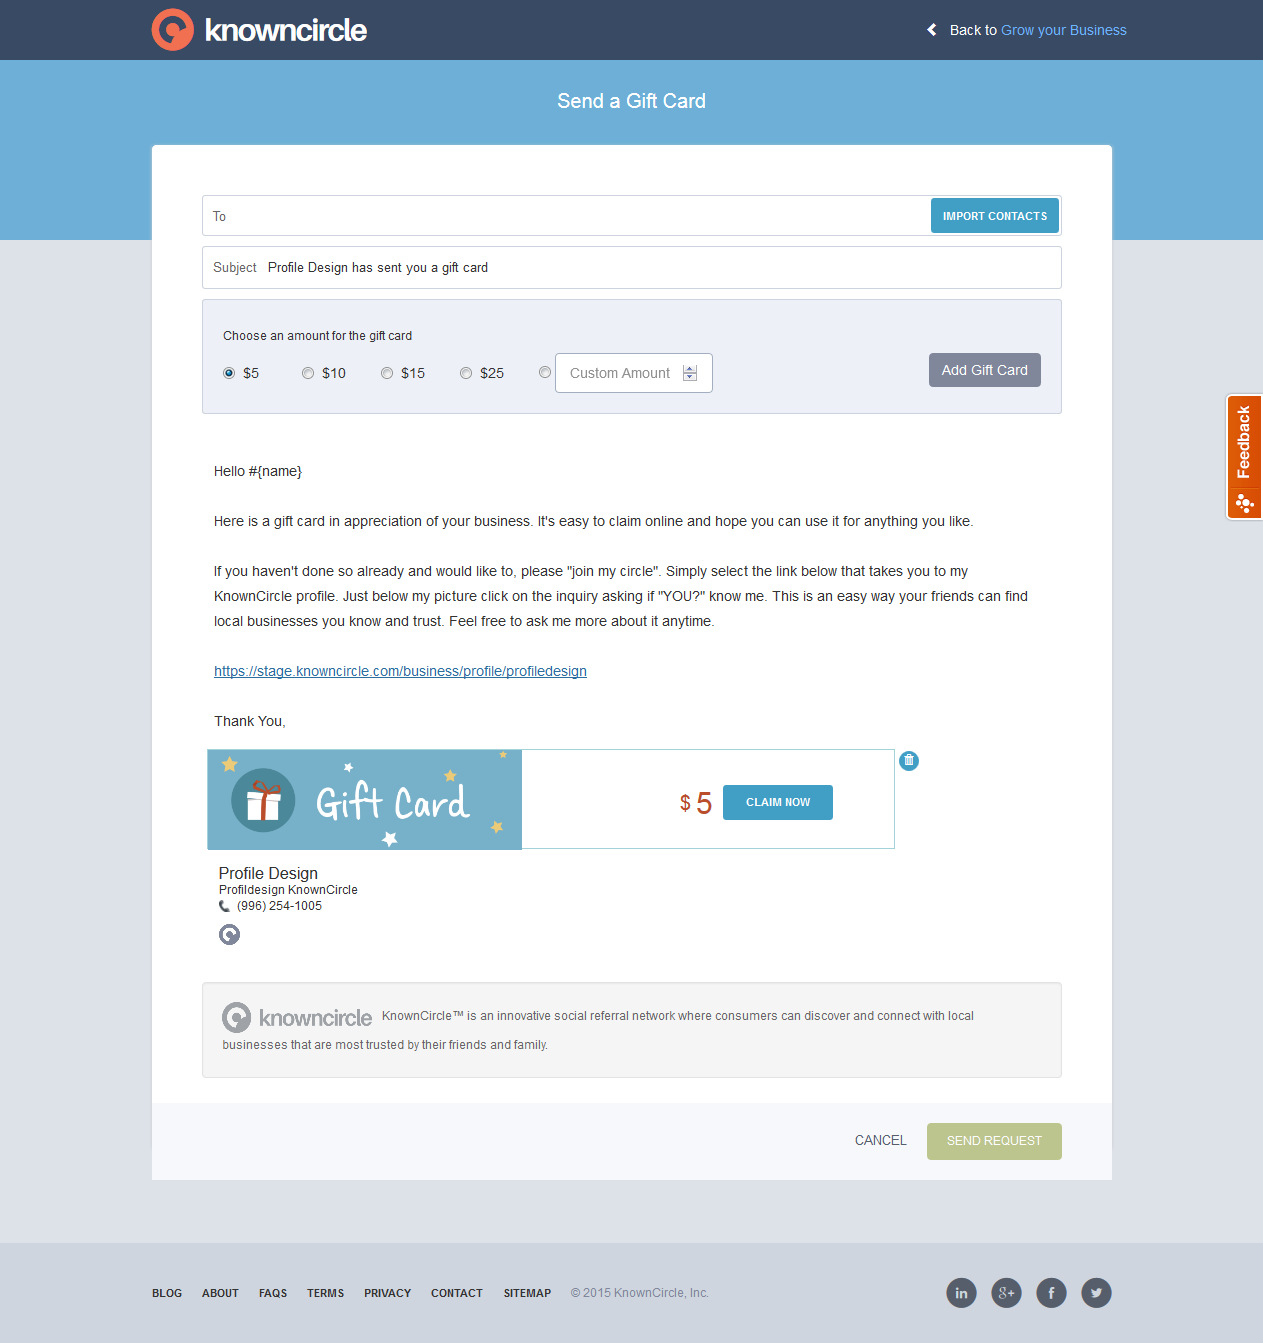 knowncircle
Back to Grow your Business
Send a Gift Card
To
IMPORT CONTACTS
Subject Profile Design has sent you a gift card
Choose an amount for the gift card
$5 $10 $15 $25 Custom Amount
Add Gift Card
Feedback
Hello #{name}
Here is a gift card in appreciation of your business. It's easy to claim online and hope you can use it for anything you like.
If you haven't done so already and would like to, please "join my circle". Simply select the link below that takes you to my
KnownCircle profile. Just below my picture click on the inquiry asking if "YOU?" know me. This is an easy way your friends can find
local businesses you know and trust. Feel free to ask me more about it anytime.
https://stage.knowncircle.com/business/profile/profiledesign
Thank You,
Gift Card
$ 5
CLAIM NOW
Profile Design
Profildesign KnownCircle
(996) 254-1005
knowncircle KnownCircle™ is an innovative social referral network where consumers can discover and connect with local
businesses that are most trusted by their friends and family.
CANCEL
SEND REQUEST
BLOG ABOUT FAQS TERMS PRIVACY CONTACT SITEMAP © 2015 KnownCircle, Inc.
in g+ f